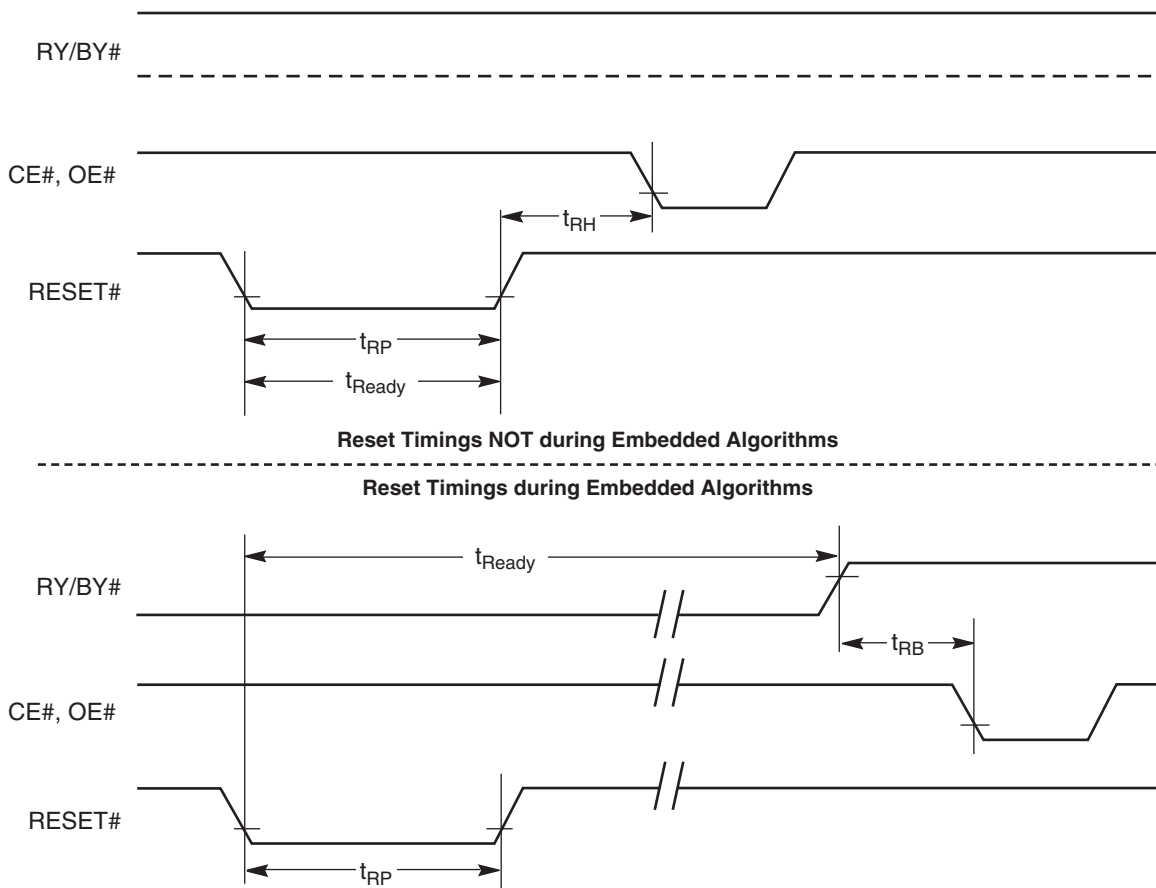 RY/BY#
CE#, OE#
tRH
RESET#
tRP
tReady
Reset Timings NOT during Embedded Algorithms
Reset Timings during Embedded Algorithms
tReady
RY/BY#
tRB
CE#, OE#
RESET#
tRP